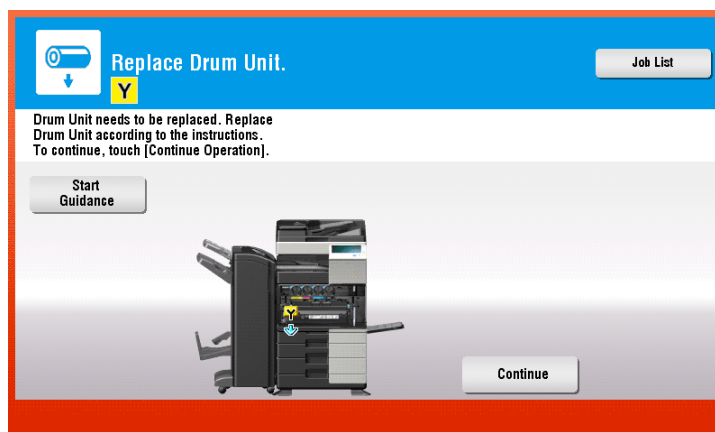 Replace Drum Unit.
Y
Job List
Drum Unit needs to be replaced. Replace
Drum Unit according to the instructions.
To continue, touch [Continue Operation].
Start
Guidance
Y
Continue